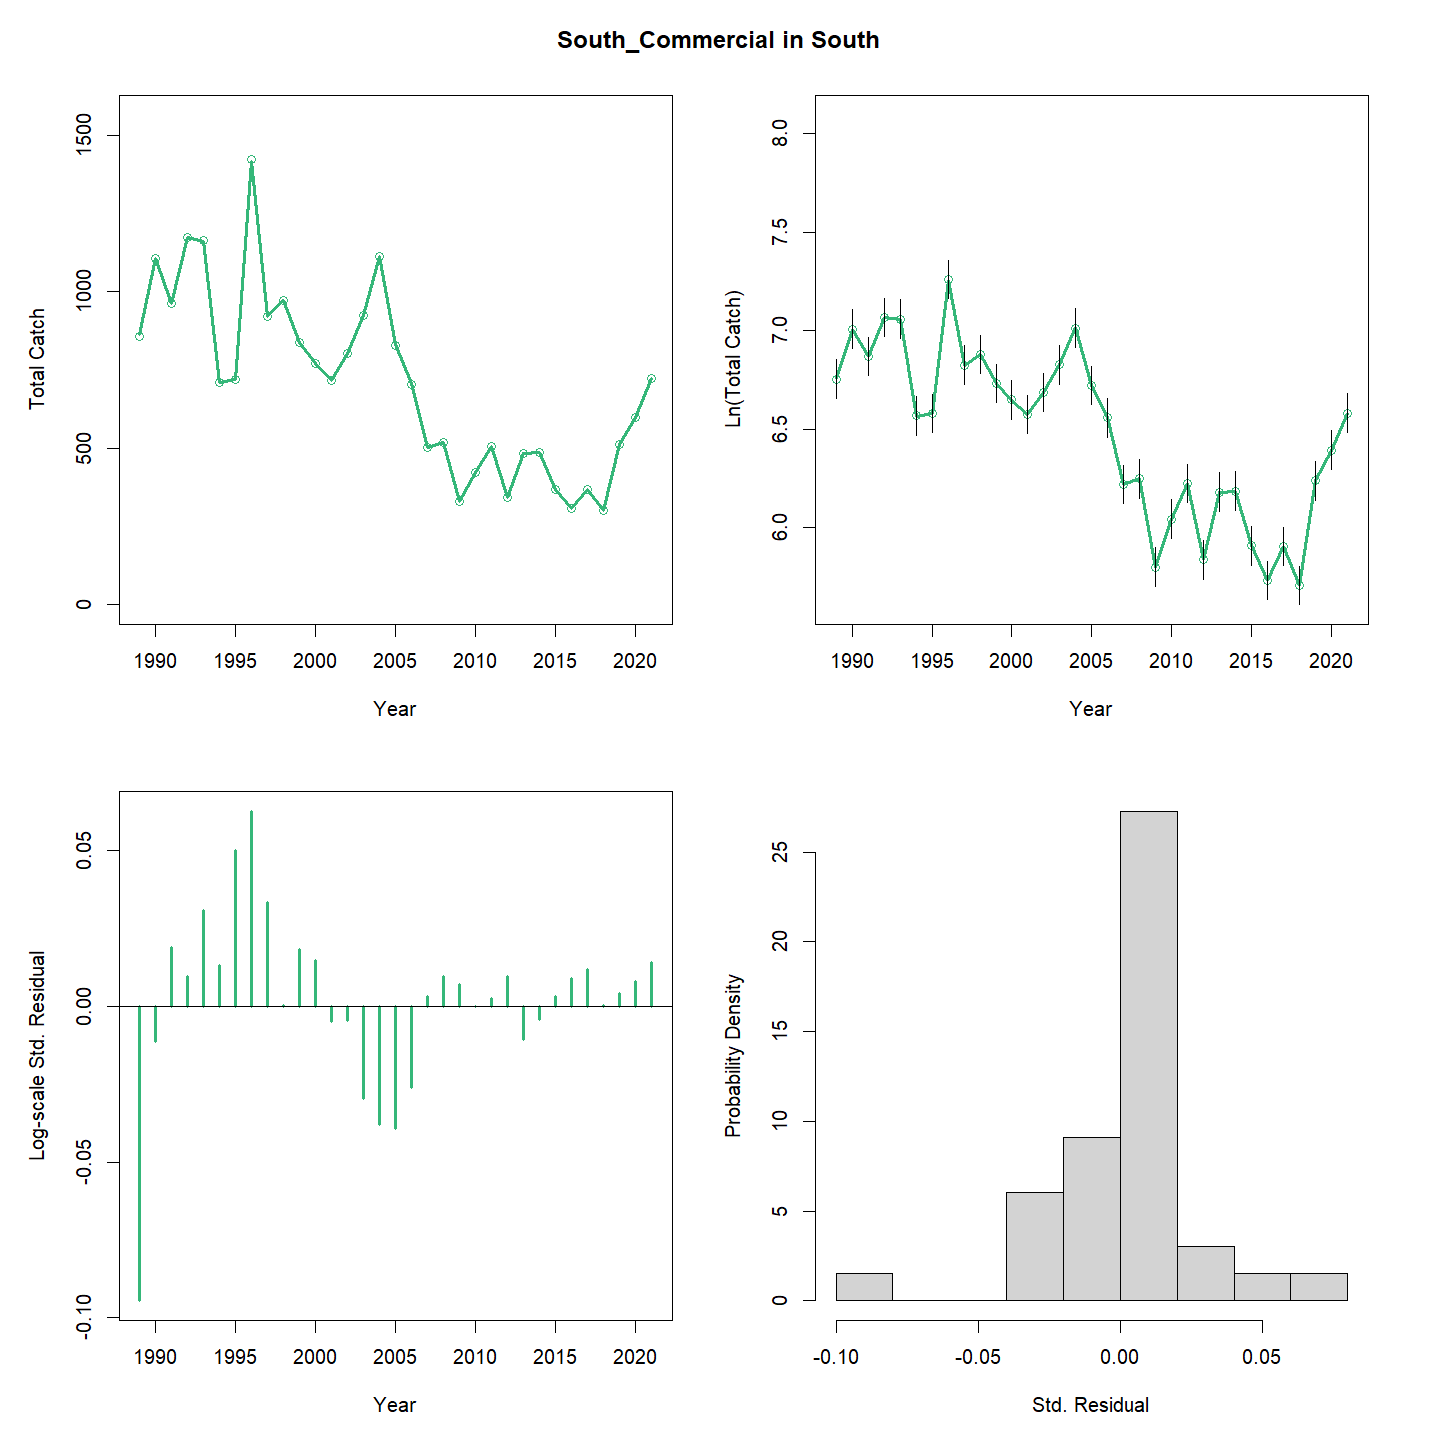 South_Commercial in South
Total Catch
1500
1000
500
0
1990 1995 2000 2005 2010 2015 2020
Year
Ln(Total Catch)
8.0
7.5
7.0
6.5
6.0
1990 1995 2000 2005 2010 2015 2020
Year
Log-scale Std. Residual
0.05
0.00
-0.05
-0.10
1990 1995 2000 2005 2010 2015 2020
Year
Probability Density
25
20
15
10
5
0
-0.10 -0.05 0.00 0.05
Std. Residual